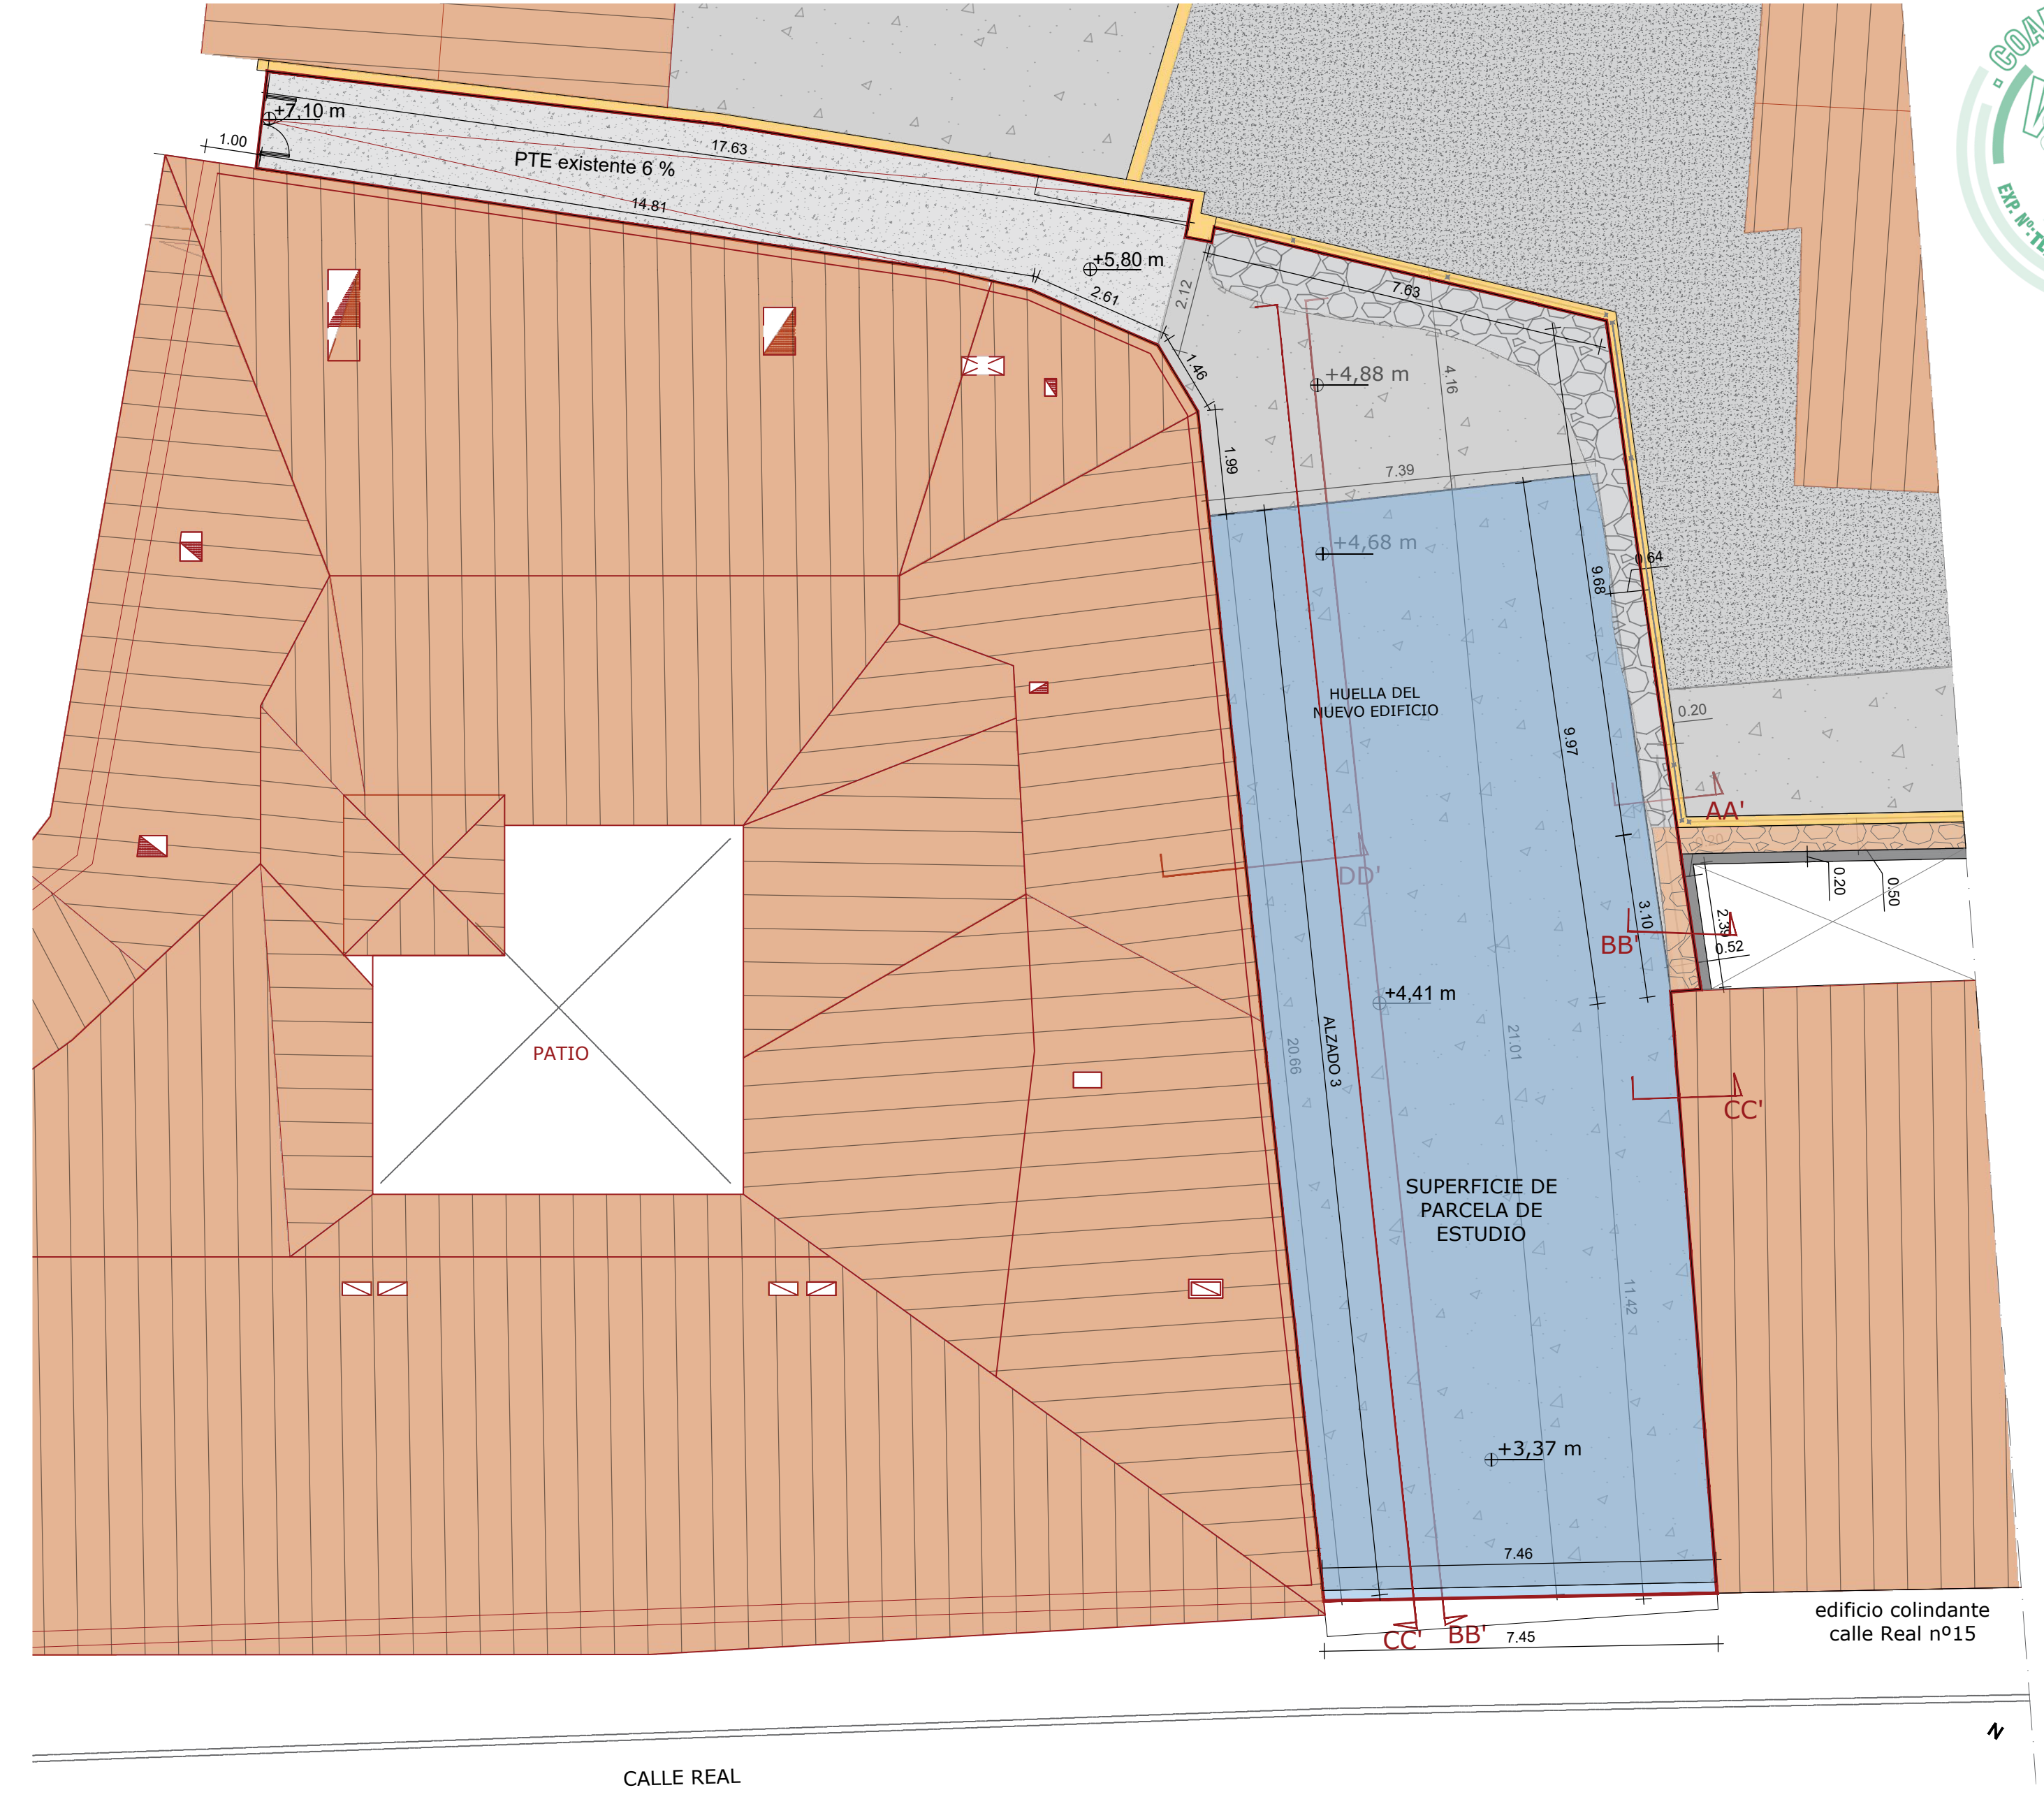 . COA
EXP. Nº: TL
+7,10 m
1.00
17.63
PTE existente 6 %
14.81
+5,80 m
2.61
2.12
7.63
1.46
+4,88 m
4.16
1.99
7.39
+4,68 m
0.64
9.68
HUELLA DEL
NUEVO EDIFICIO
0.20
9.97
AA'
DD'
0.20
0.50
3.10
2.39
BB'
0.52
+4,41 m
PATIO
20.66
ALZADO 3
21.01
CC'
SUPERFICIE DE
PARCELA DE
ESTUDIO
11.42
+3,37 m
7.46
edificio colindante
calle Real nº15
CC'
BB'
7.45
N
CALLE REAL